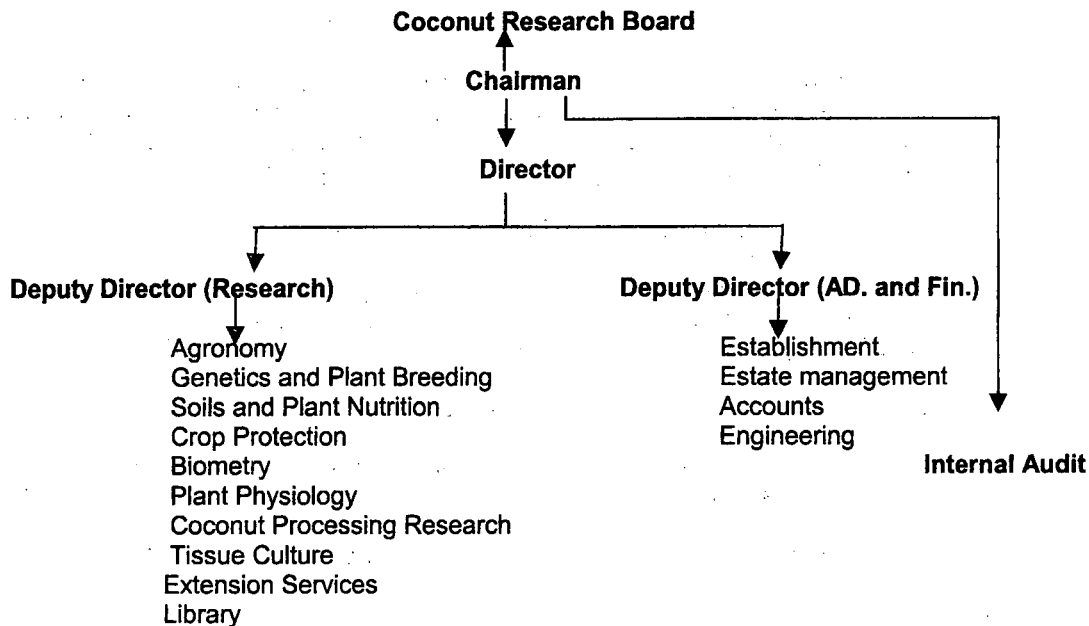 Coconut Research Board
Chairman
Director
Deputy Director (Research)
Agronomy
Genetics and Plant Breeding
Soils and Plant Nutrition
Crop Protection
Biometry
Plant Physiology
Coconut Processing Research
Tissue Culture
Extension Services
Library
Deputy Director (AD. and Fin.)
Establishment
Estate management
Accounts
Engineering
Internal Audit